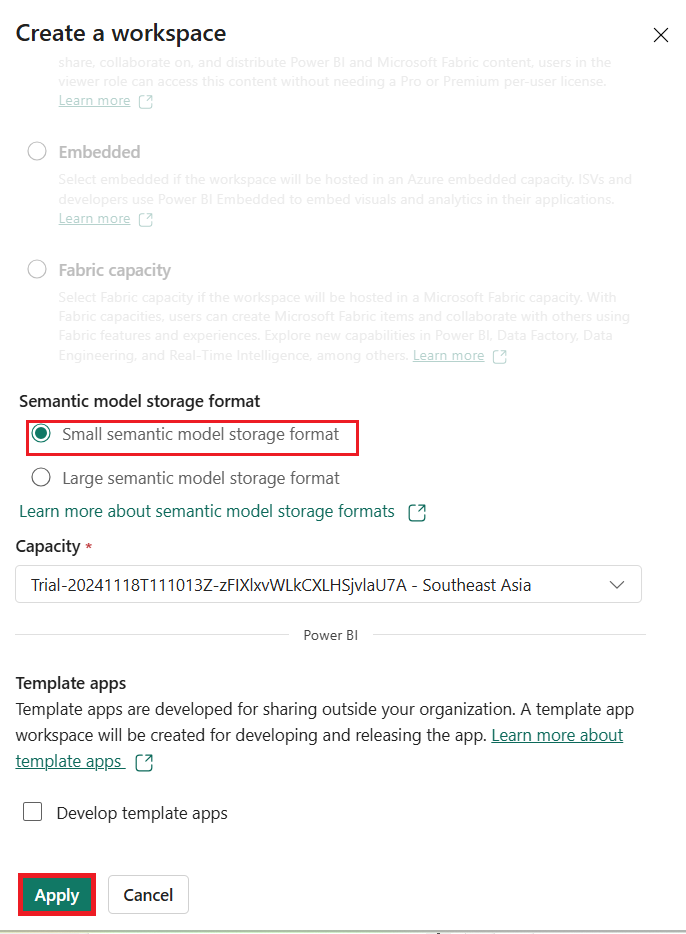 Create a workspace
share, collaborate on, and distribute Power BI and Microsoft Fabric content, users in the
viewer role can access this content without needing a Pro or Premium per-user license.
Learn more
Embedded
Select embedded if the workspace will be hosted in an Azure embedded capacity. ISVs and
developers use Power BI Embedded to embed visuals and analytics in their applications.
Learn more
Fabric capacity
Select Fabric capacity if the workspace will be hosted in a Microsoft Fabric capacity. With
Fabric capacities, users can create Microsoft Fabric items and collaborate with others using
Fabric features and experiences. Explore new capabilities in Power BI, Data Factory, Data
Engineering, and Real-Time Intelligence, among others. Learn more
Semantic model storage format
Small semantic model storage format
Large semantic model storage format
Learn more about semantic model storage formats
Capacity *
Trial-20241118T111013Z-zFIXlxvWLkCXLHSjvlaU7A - Southeast Asia
Power BI
Template apps
Template apps are developed for sharing outside your organization. A template app
workspace will be created for developing and releasing the app. Learn more about
template apps
Develop template apps
Apply Cancel